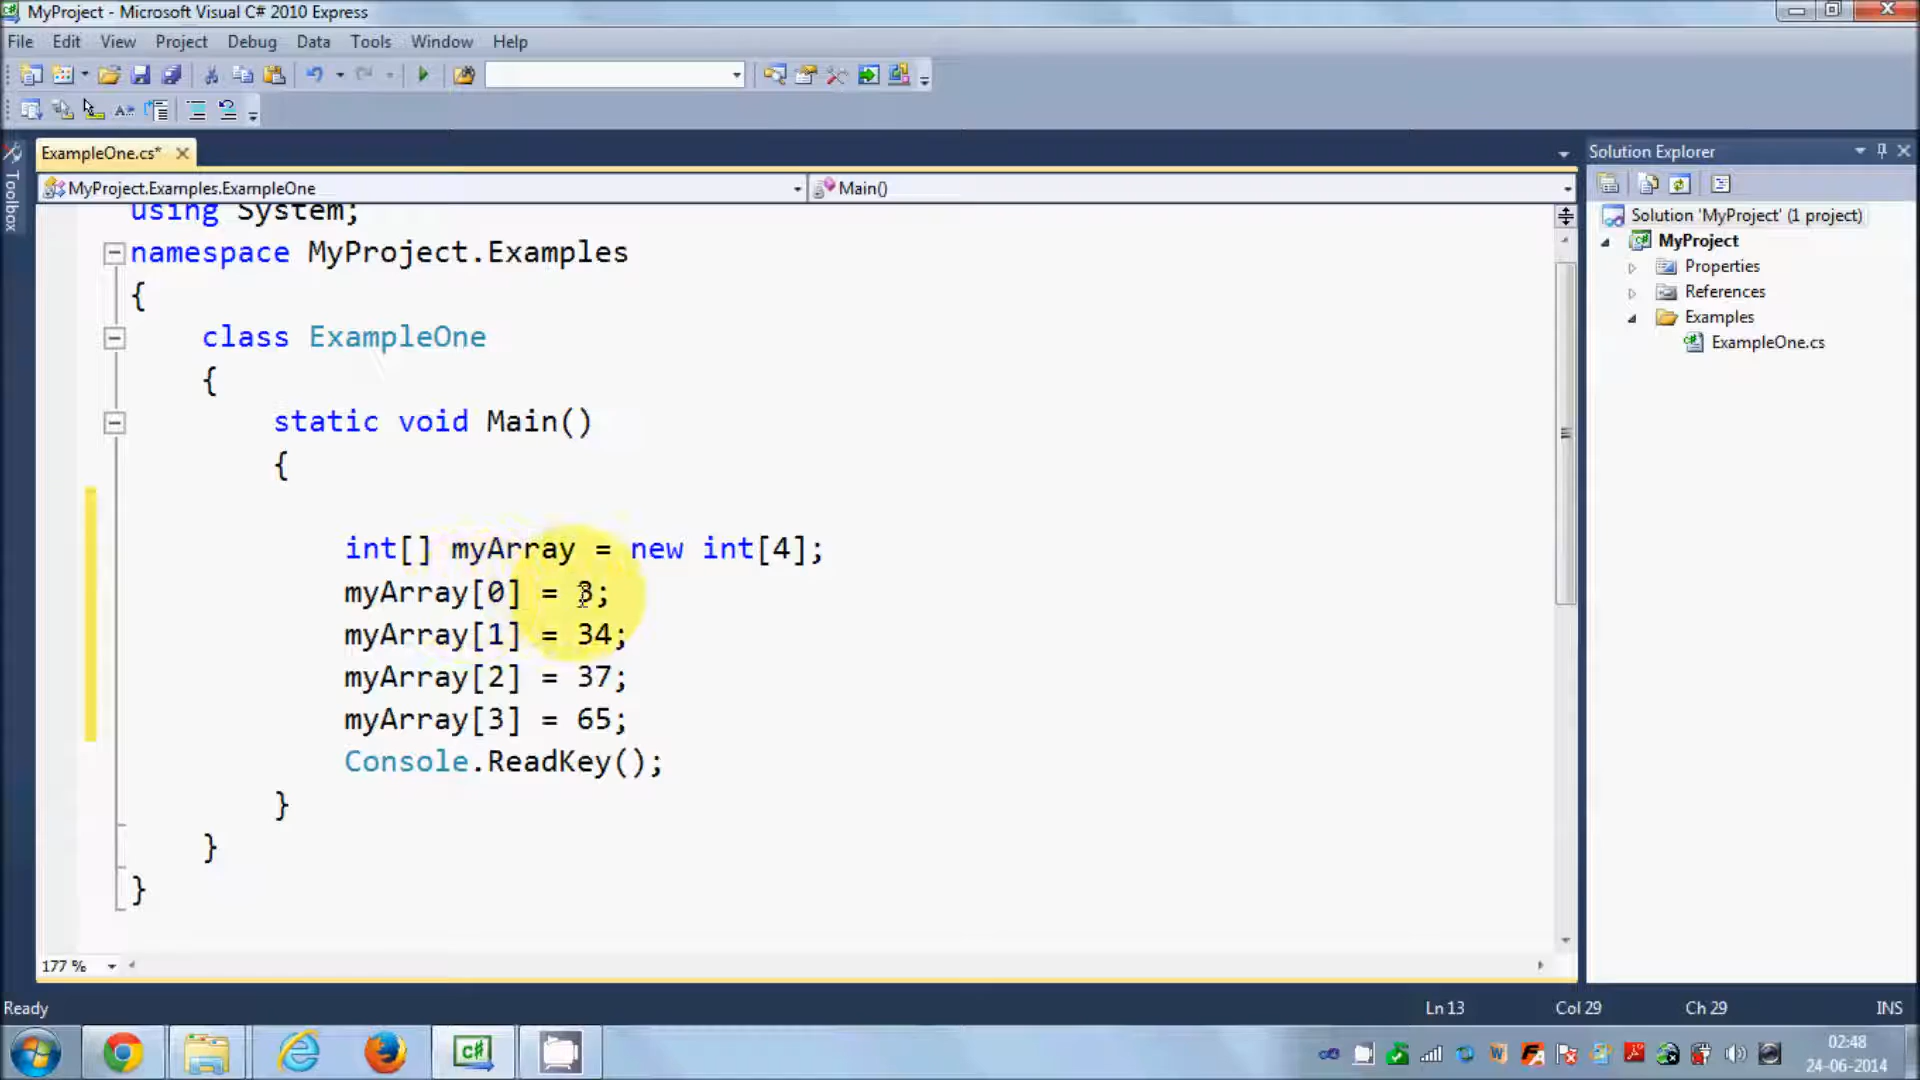 MyProject - Microsoft Visual C# 2010 Express
File Edit View Project Debug Data Tools Window Help
ExampleOne.cs*
Solution Explorer
Toolbox
MyProject.Examples.ExampleOne
Main()
using System;
namespace MyProject.Examples
{
class ExampleOne
{
static void Main()
{
int[] myArray = new int[4];
myArray[0] = 3;
myArray[1] = 34;
myArray[2] = 37;
myArray[3] = 65;
Console.ReadKey();
}
}
}
Solution 'MyProject' (1 project)
MyProject
Properties
References
Examples
ExampleOne.cs
177 %
Ready
Ln 13 Col 29 Ch 29 INS
02:48
24-06-2014